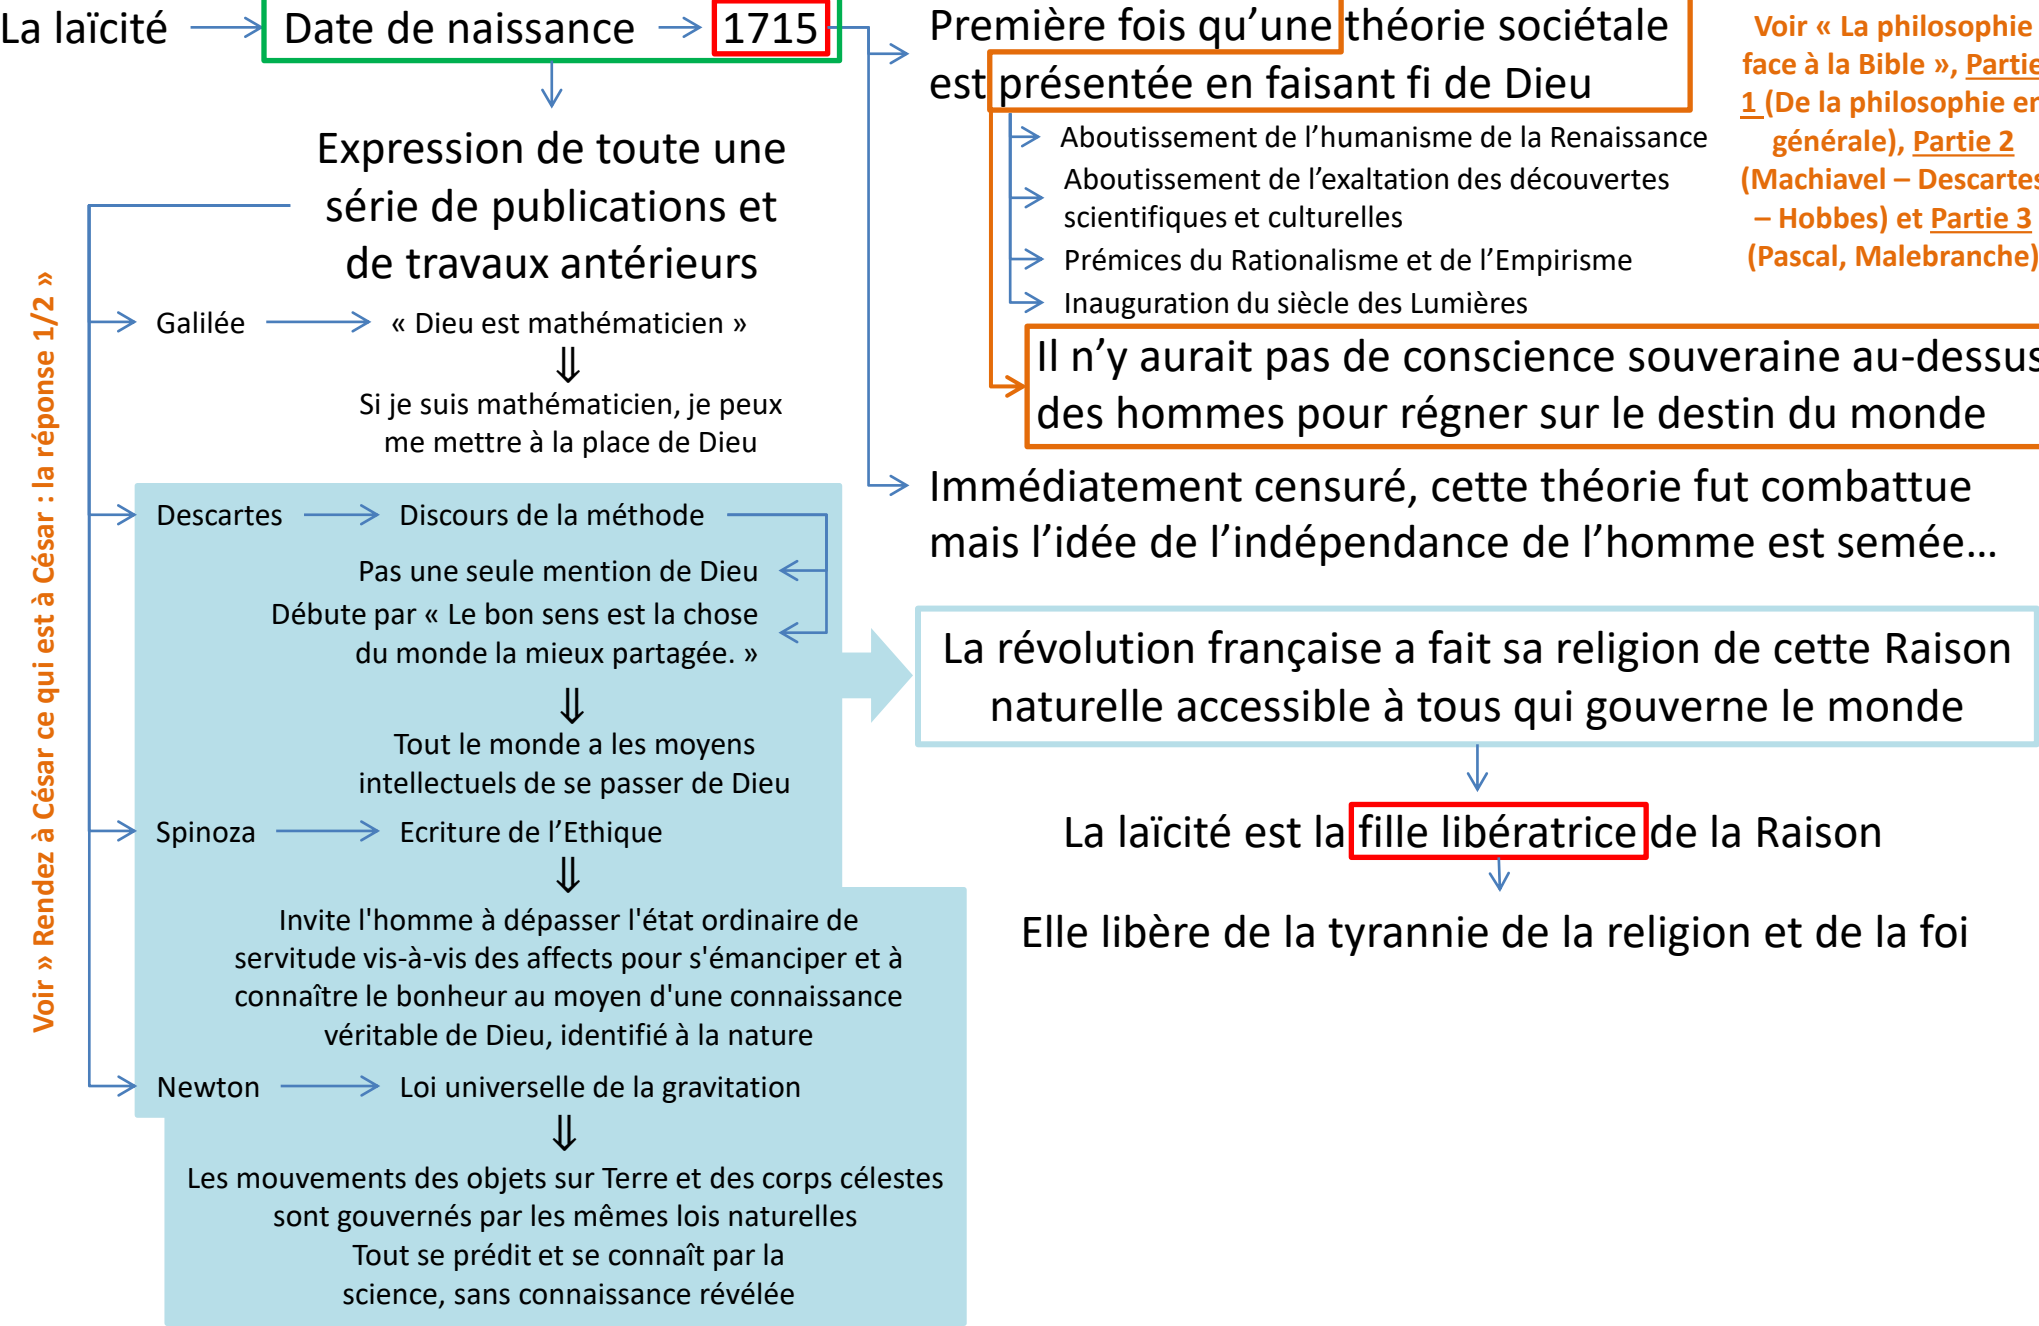 La laïcité
Date de naissance
1715
Expression de toute une
série de publications et
de travaux antérieurs
Voir » Rendez à César ce qui est à César : la réponse 1/2 »
Galilée
« Dieu est mathématicien »
⇓
Si je suis mathématicien, je peux
me mettre à la place de Dieu
Descartes
Discours de la méthode
Pas une seule mention de Dieu
Débute par « Le bon sens est la chose
du monde la mieux partagée. »
⇓
Tout le monde a les moyens
intellectuels de se passer de Dieu
Spinoza
Ecriture de l’Ethique
⇓
Invite l'homme à dépasser l'état ordinaire de
servitude vis-à-vis des affects pour s'émanciper et à
connaître le bonheur au moyen d'une connaissance
véritable de Dieu, identifié à la nature
Newton
Loi universelle de la gravitation
⇓
Les mouvements des objets sur Terre et des corps célestes
sont gouvernés par les mêmes lois naturelles
Tout se prédit et se connaît par la
science, sans connaissance révélée
Première fois qu’une théorie sociétale
est présentée en faisant fi de Dieu
Aboutissement de l’humanisme de la Renaissance
Aboutissement de l’exaltation des découvertes
scientifiques et culturelles
Prémices du Rationalisme et de l’Empirisme
Inauguration du siècle des Lumières
Il n’y aurait pas de conscience souveraine au-dessus
des hommes pour régner sur le destin du monde
Immédiatement censuré, cette théorie fut combattue
mais l’idée de l’indépendance de l’homme est semée…
La révolution française a fait sa religion de cette Raison
naturelle accessible à tous qui gouverne le monde
La laïcité est la fille libératrice de la Raison
Elle libère de la tyrannie de la religion et de la foi
Voir « La philosophie
face à la Bible », Partie
1 (De la philosophie en
générale), Partie 2
(Machiavel – Descartes
– Hobbes) et Partie 3
(Pascal, Malebranche)